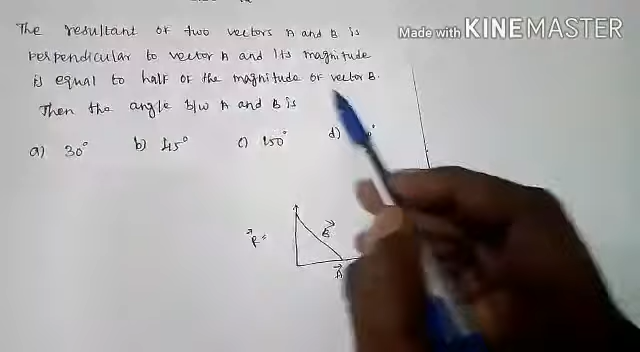 Made with KINEMASTER
The resultant of two vectors A and B is
perpendicular to vector A and its magnitude
is equal to half of the magnitude of vector B.
Then the angle b/w A and B is
a) 30° b) 45° c) 150° d)
R = B
A